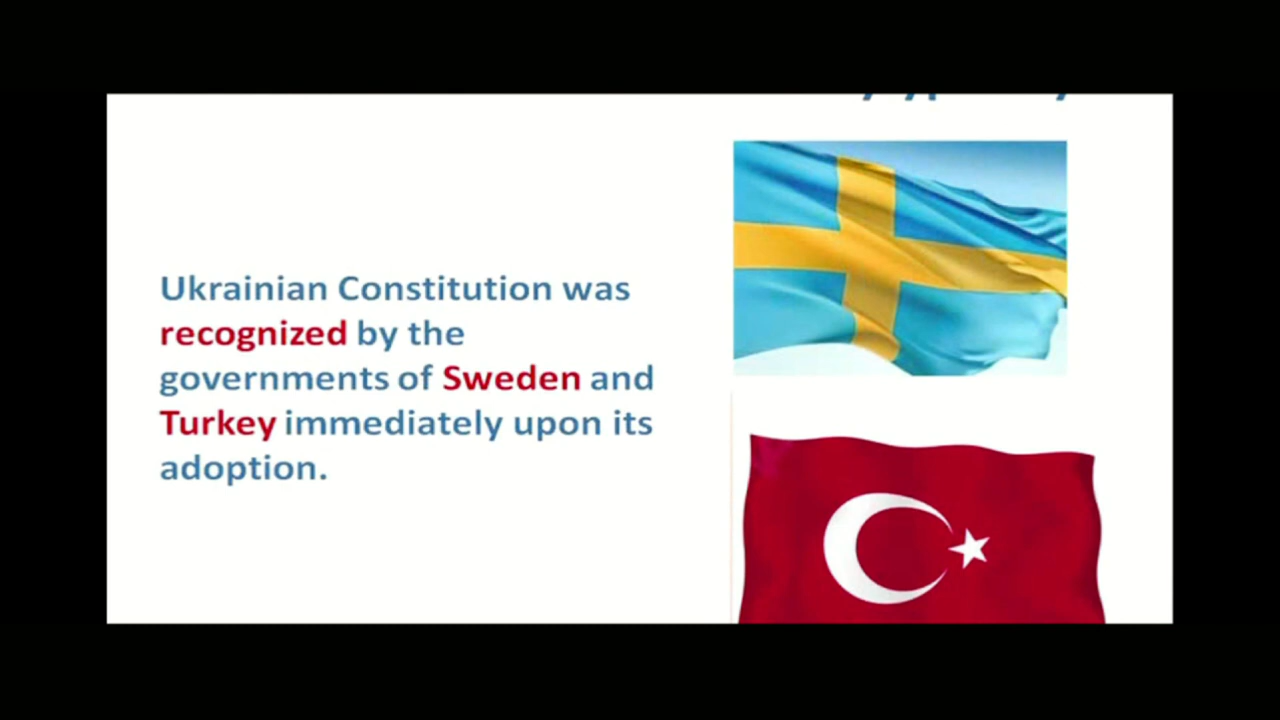 Ukrainian Constitution was
recognized by the
governments of Sweden and
Turkey immediately upon its
adoption.